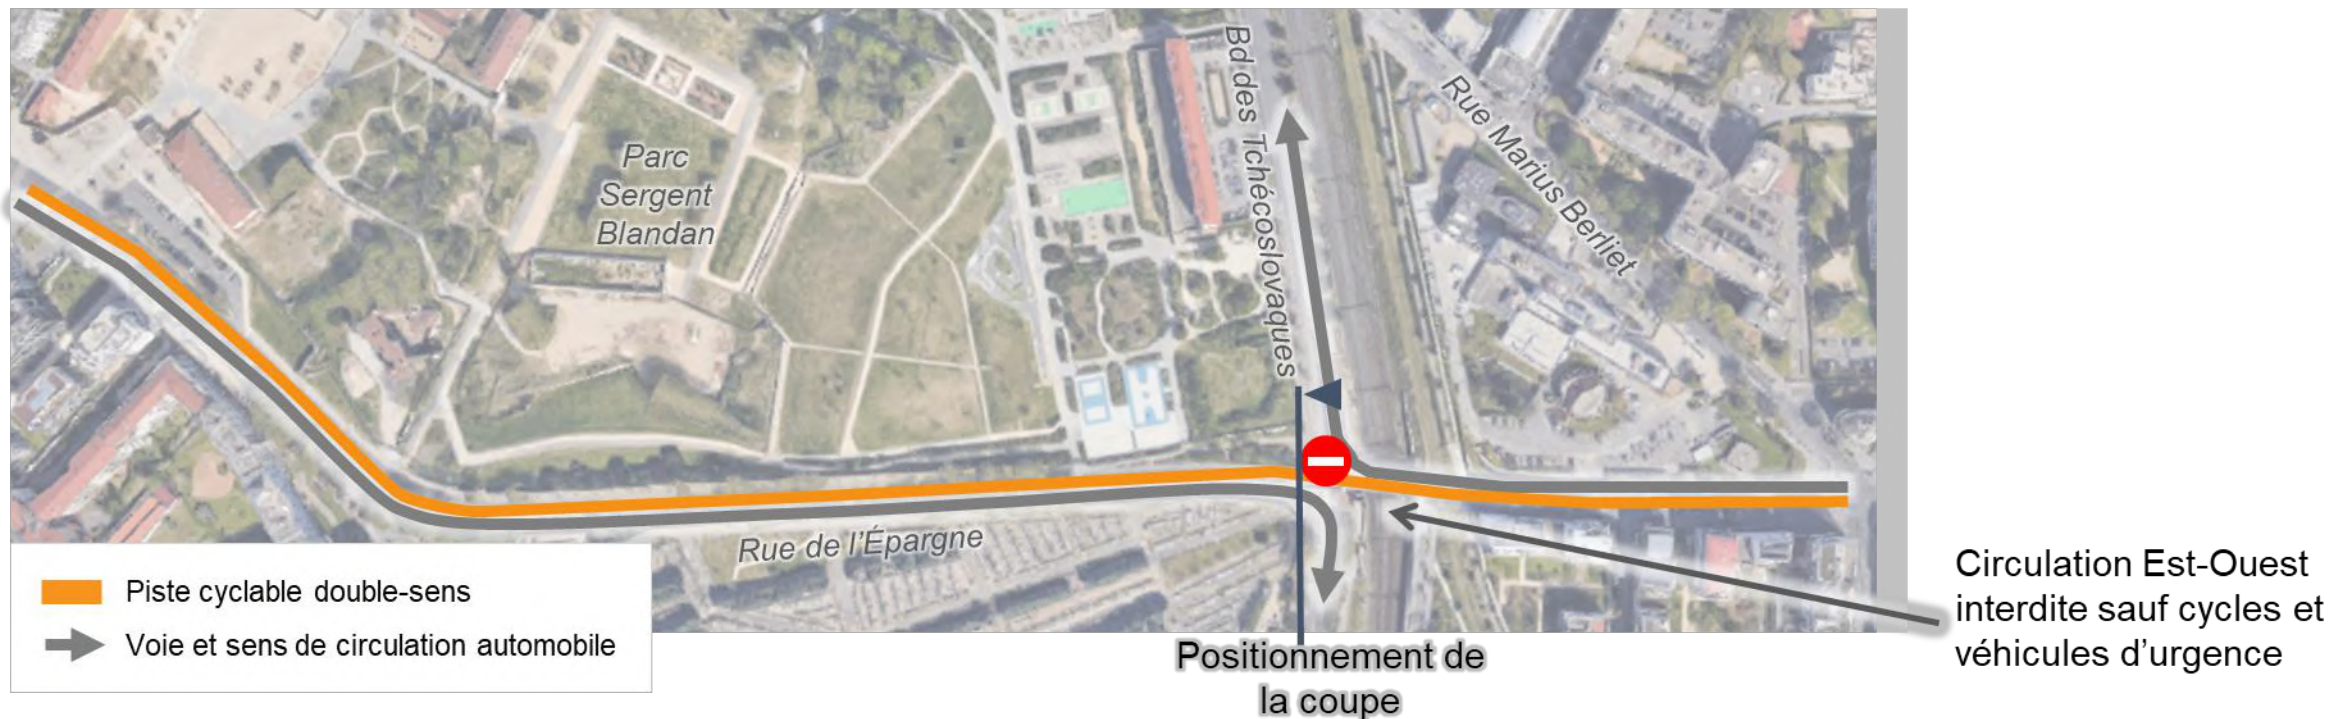 Parc
Sergent
Blandan
Bd des Tchécoslovaques
Rue Marius Berliet
Rue de l'Épargne
Piste cyclable double-sens
Voie et sens de circulation automobile
Positionnement de
la coupe
Circulation Est-Ouest
interdite sauf cycles et
véhicules d'urgence